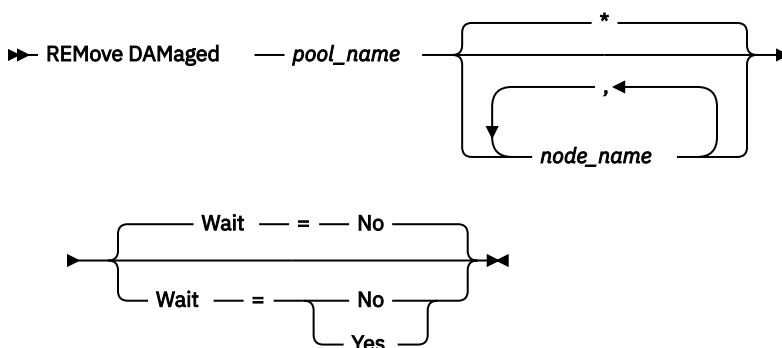 *
REMove DAMaged pool_name
,
node_name
Wait = No
Wait = No
Yes